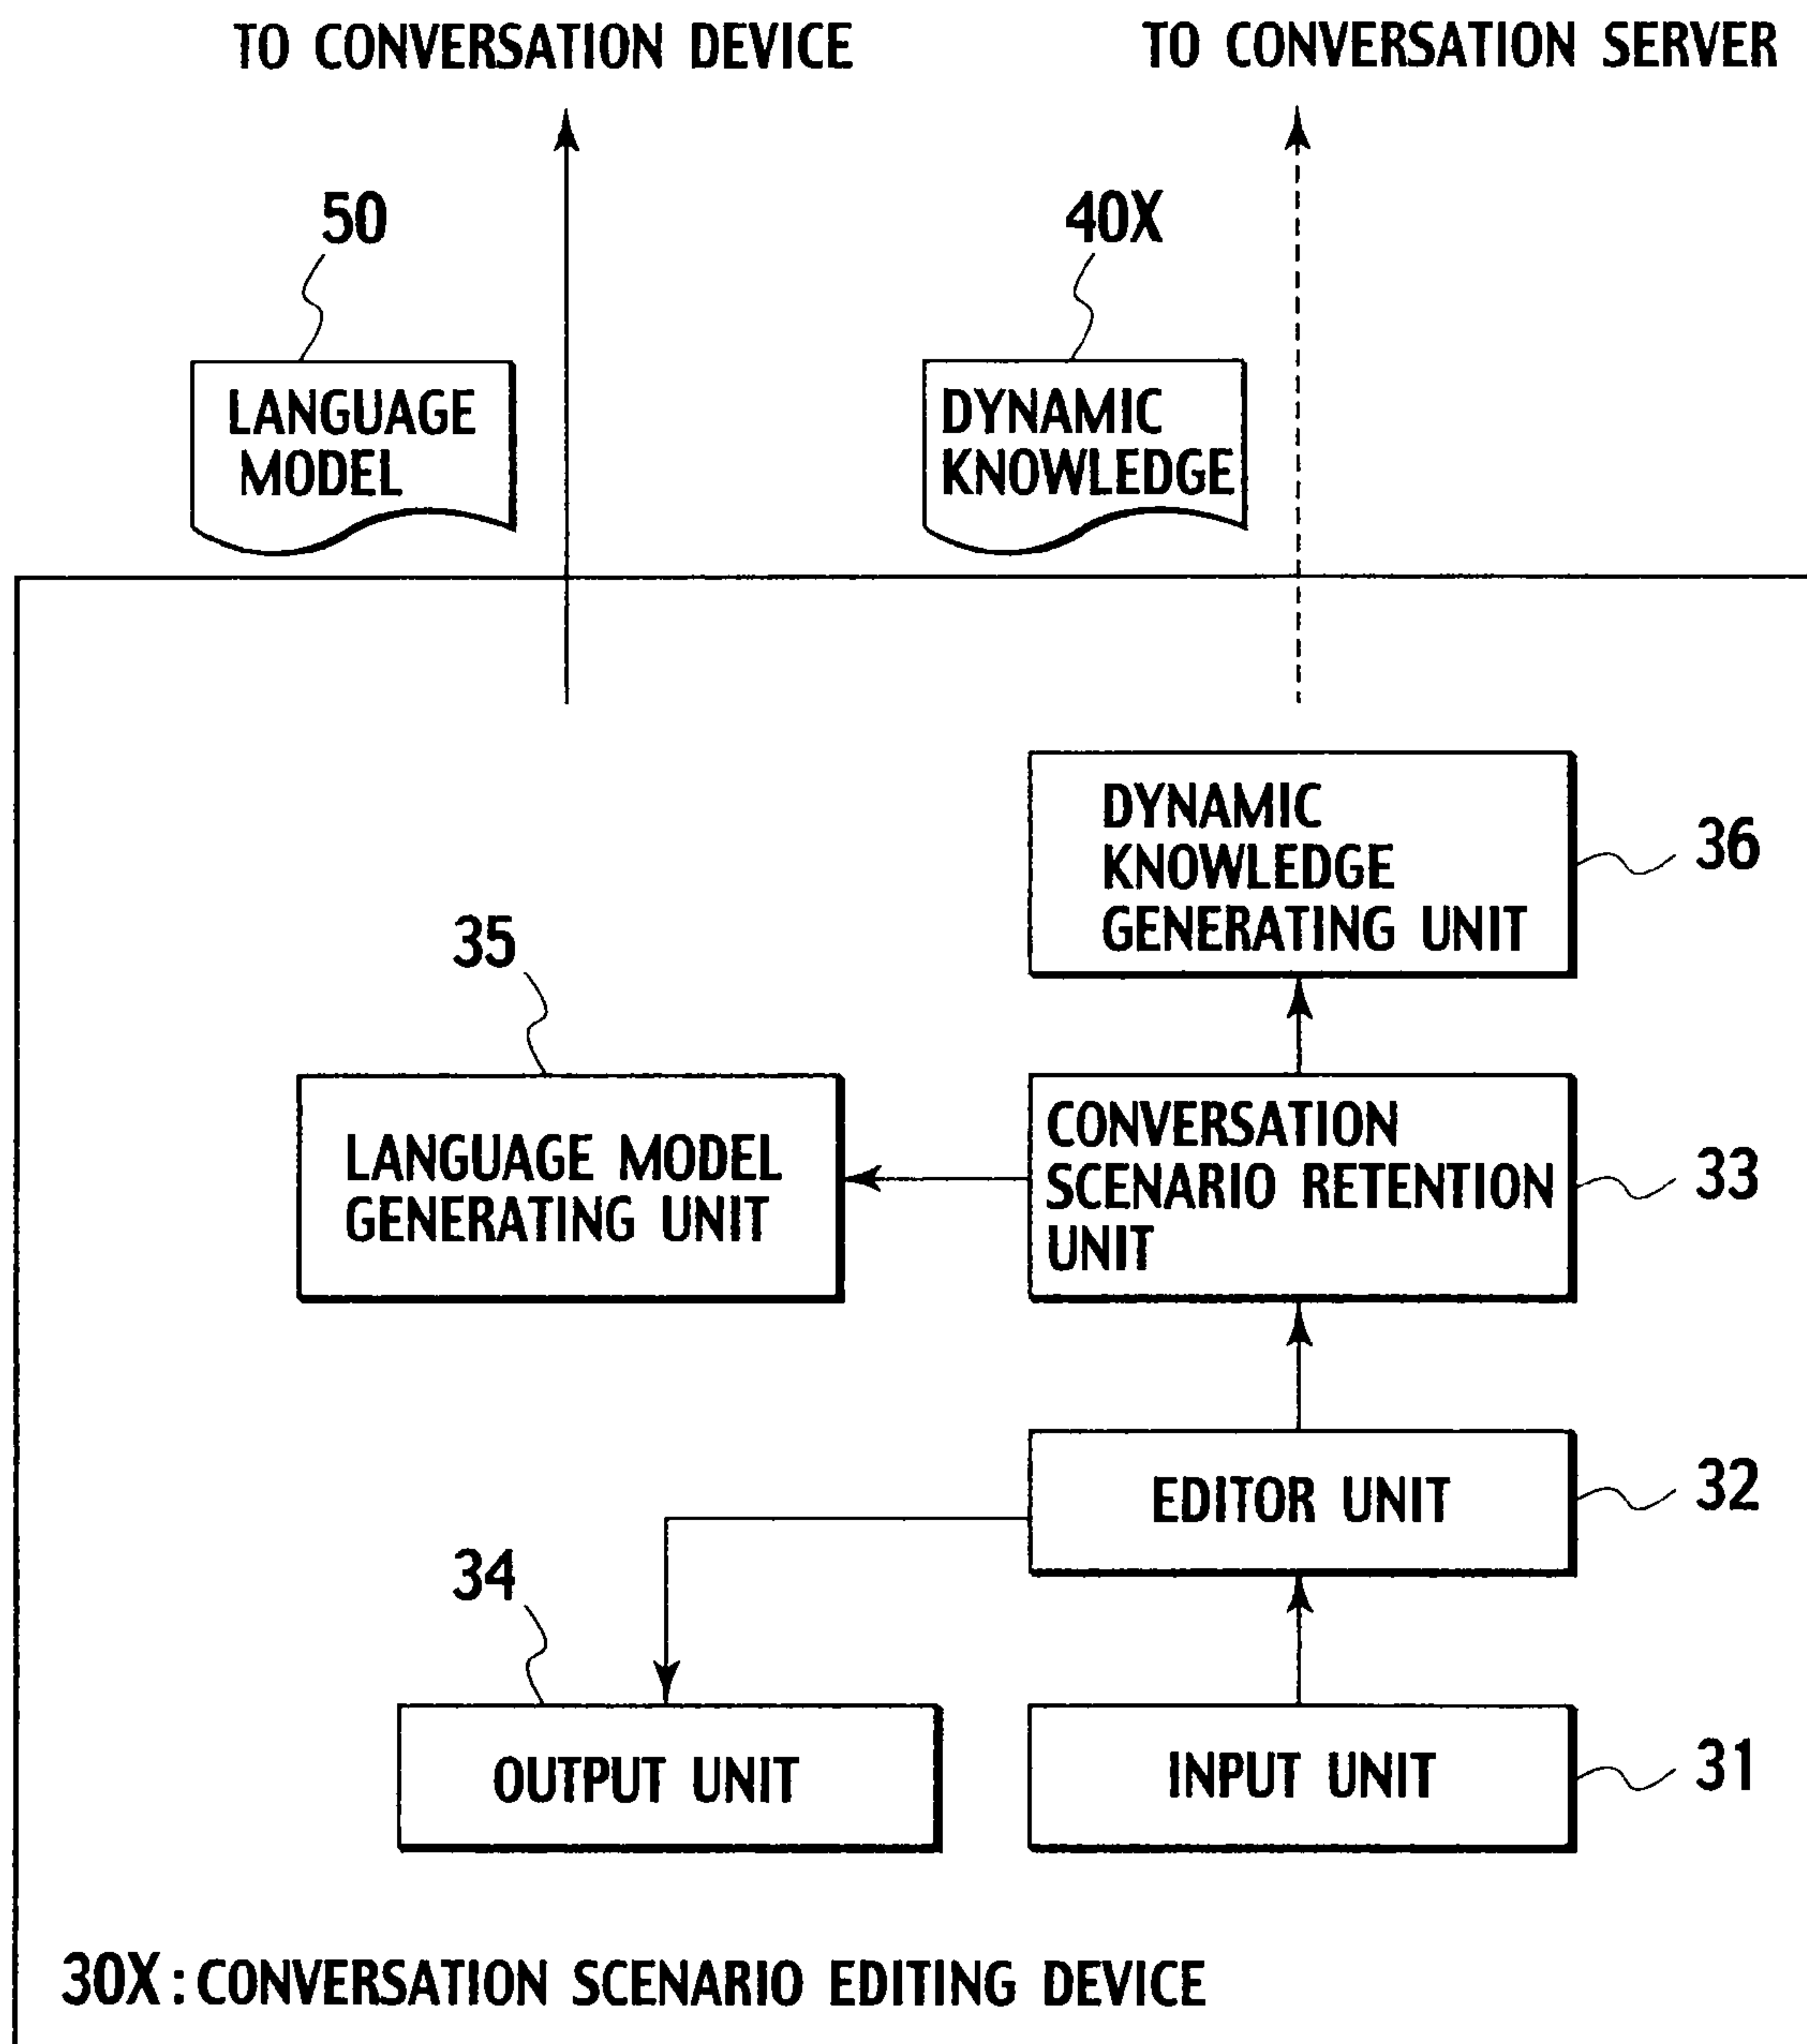 TO CONVERSATION DEVICE
TO CONVERSATION SERVER
50
40X
LANGUAGE
MODEL
DYNAMIC
KNOWLEDGE
DYNAMIC
KNOWLEDGE
GENERATING UNIT
36
35
LANGUAGE MODEL
GENERATING UNIT
CONVERSATION
SCENARIO RETENTION
UNIT
33
EDITOR UNIT
32
34
OUTPUT UNIT
INPUT UNIT
31
30X : CONVERSATION SCENARIO EDITING DEVICE